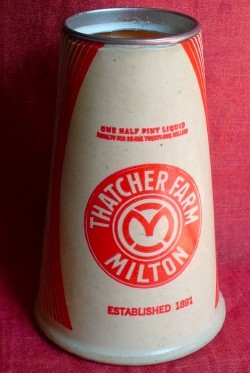 ONE HALF PINT LIQUID
THATCHER FARM
MILTON
ESTABLISHED 1891